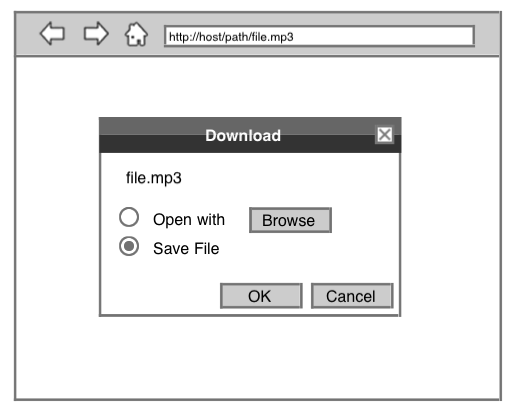 http://host/path/file.mp3
Download
file.mp3
Open with Browse
Save File
OK Cancel